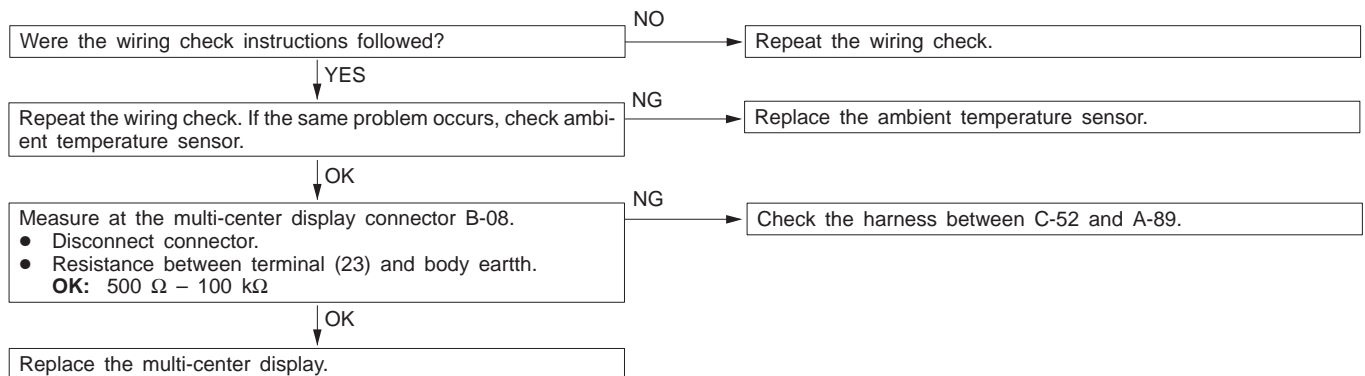 Were the wiring check instructions followed?
NO
Repeat the wiring check.
YES
Repeat the wiring check. If the same problem occurs, check ambi-
ent temperature sensor.
NG
Replace the ambient temperature sensor.
OK
Measure at the multi-center display connector B-08.
● Disconnect connector.
● Resistance between terminal (23) and body eartth.
OK: 500 Ω – 100 kΩ
NG
Check the harness between C-52 and A-89.
OK
Replace the multi-center display.